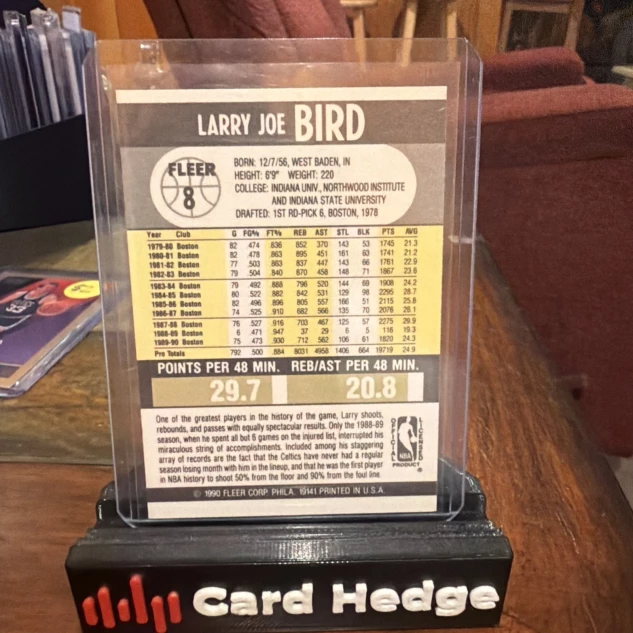 LARRY JOE BIRD
FLEER
8
BORN: 12/7/56, WEST BADEN, IN
HEIGHT: 6'9" WEIGHT: 220
COLLEGE: INDIANA UNIV., NORTHWOOD INSTITUTE
AND INDIANA STATE UNIVERSITY
DRAFTED: 1ST RD-PICK 6, BOSTON, 1978
Year Club G FG% FT% REB AST STL BLK PTS AVG
1979-80 Boston 82 .474 .836 852 370 143 53 1745 21.3
1980-81 Boston 82 .478 .863 895 451 161 63 1741 21.2
1981-82 Boston 77 .503 .863 837 447 143 66 1761 22.9
1982-83 Boston 79 .504 .840 870 458 148 71 1867 23.6
1983-84 Boston 79 .492 .888 796 520 144 69 1908 24.2
1984-85 Boston 80 .522 .882 842 531 129 98 2295 28.7
1985-86 Boston 82 .496 .896 805 557 166 51 2115 25.8
1986-87 Boston 74 .525 .910 682 566 135 70 2076 28.1
1987-88 Boston 76 .527 .916 703 467 125 57 2275 29.9
1988-89 Boston 6 .471 .947 37 29 6 5 116 19.3
1989-90 Boston 75 .473 .930 712 562 106 61 1820 24.3
Pro Totals 792 .500 .884 8031 4958 1406 664 19719 24.9
POINTS PER 48 MIN. REB/AST PER 48 MIN.
29.7 20.8
One of the greatest players in the history of the game, Larry shoots,
rebounds, and passes with equally spectacular results. Only the 1988-89
season, when he spent all but 6 games on the injured list, interrupted his
miraculous string of accomplishments. Included among his staggering
array of records are the fact that the Celtics have never had a regular
season losing month with him in the lineup, and that he was the first player
in NBA history to shoot 50% from the floor and 90% from the foul line.
OFFICIAL LICENSED
NBA
PRODUCT
®
© 1990 FLEER CORP. PHILA. 19141 PRINTED IN U.S.A.
Card Hedge